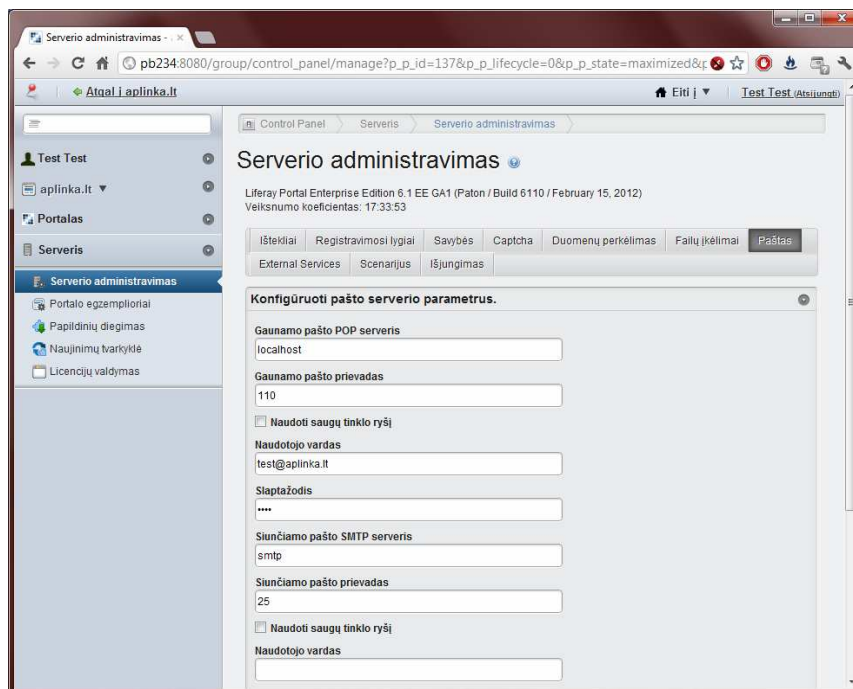 Serverio administravimas - .
pb234:8080/group/control_panel/manage?p_p_id=137&p_p_lifecycle=0&p_p_state=maximized&p
Atgal į aplinka.lt
Eiti į ▼
Test Test (Atsijungti)
Control Panel
Serveris
Serverio administravimas
Test Test
aplinka.lt ▼
Portalas
Serveris
Serverio administravimas
Portalo egzemplioriai
Papildinių diegimas
Naujinimų tvarkyklė
Licencijų valdymas
Serverio administravimas
Liferay Portal Enterprise Edition 6.1 EE GA1 (Paton / Build 6110 / February 15, 2012)
Veiksnumo koeficientas: 17:33:53
Ištekliai Registravimosi lygiai Savybės Captcha Duomenų perkėlimas Failų įkėlimai Paštas
External Services Scenarijus Išjungimas
Konfigūruoti pašto serverio parametrus.
Gaunamo pašto POP serveris
localhost
Gaunamo pašto prievadas
110
Naudoti saugų tinklo ryšį
Naudotojo vardas
test@aplinka.lt
Slaptažodis
••••
Siunčiamo pašto SMTP serveris
smtp
Siunčiamo pašto prievadas
25
Naudoti saugų tinklo ryšį
Naudotojo vardas